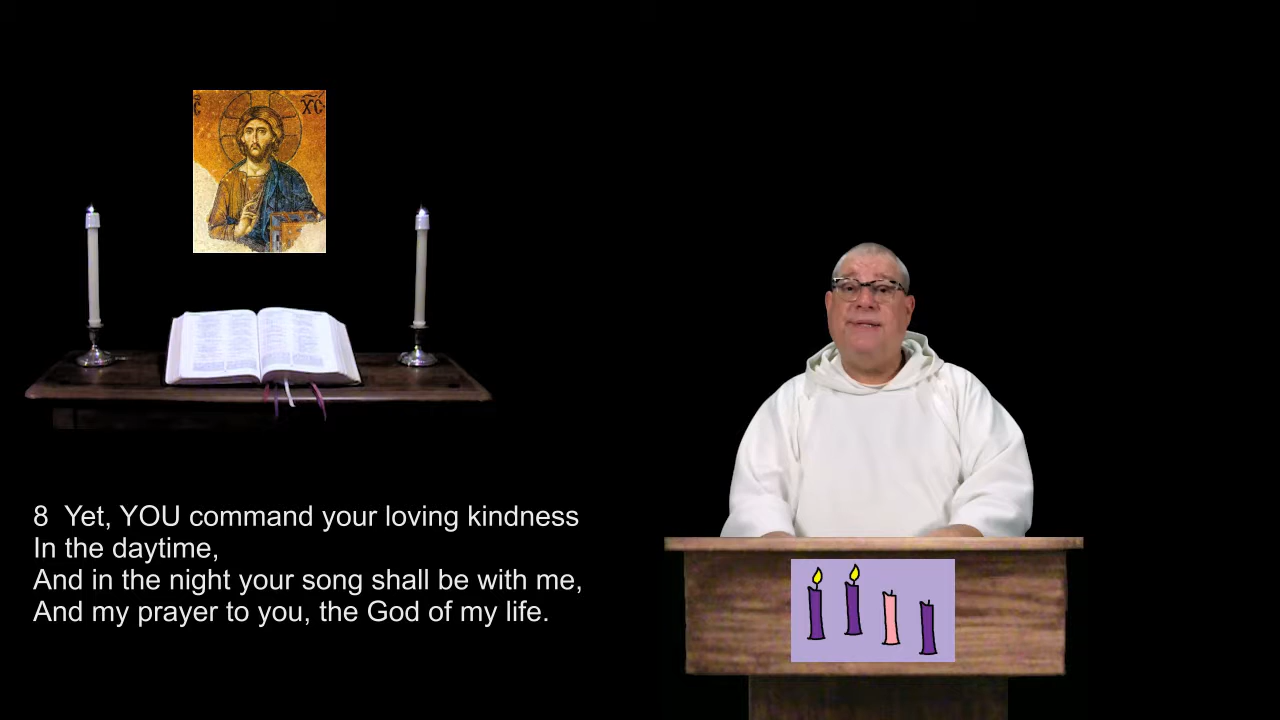 XC
8 Yet, YOU command your loving kindness
In the daytime,
And in the night your song shall be with me,
And my prayer to you, the God of my life.